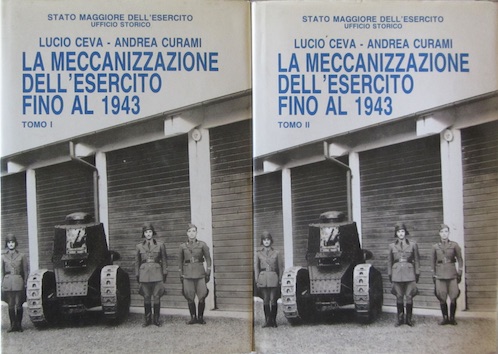 STATO MAGGIORE DELL'ESERCITO
UFFICIO STORICO
LUCIO CEVA - ANDREA CURAMI
LA MECCANIZZAZIONE
DELL'ESERCITO
FINO AL 1943
TOMO I
STATO MAGGIORE DELL'ESERCITO
UFFICIO STORICO
LUCIO CEVA - ANDREA CURAMI
LA MECCANIZZAZIONE
DELL'ESERCITO
FINO AL 1943
TOMO II